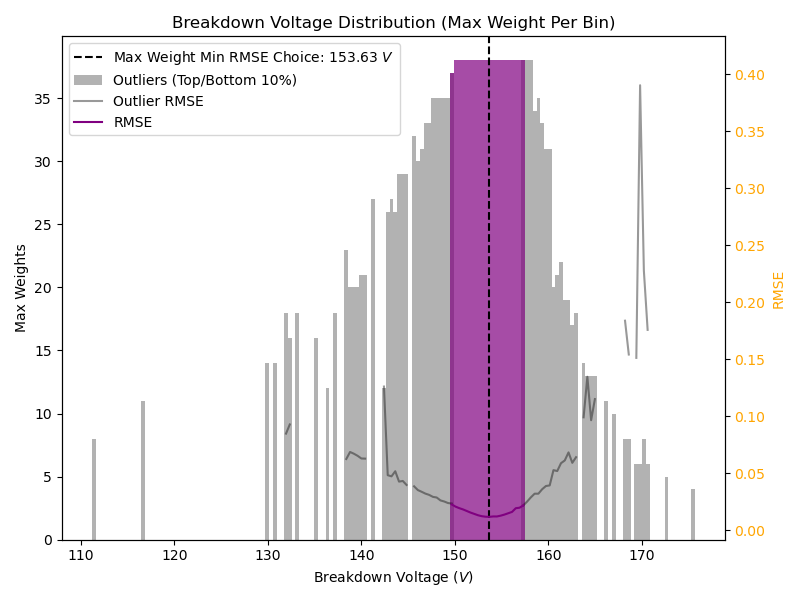 Breakdown Voltage Distribution (Max Weight Per Bin)
Max Weight Min RMSE Choice: 153.63 V
Outliers (Top/Bottom 10%)
Outlier RMSE
RMSE
Max Weights
35
30
25
20
15
10
5
0
0.40
0.35
0.30
0.25
0.20
0.15
0.10
0.05
0.00
RMSE
110 120 130 140 150 160 170
Breakdown Voltage (V)